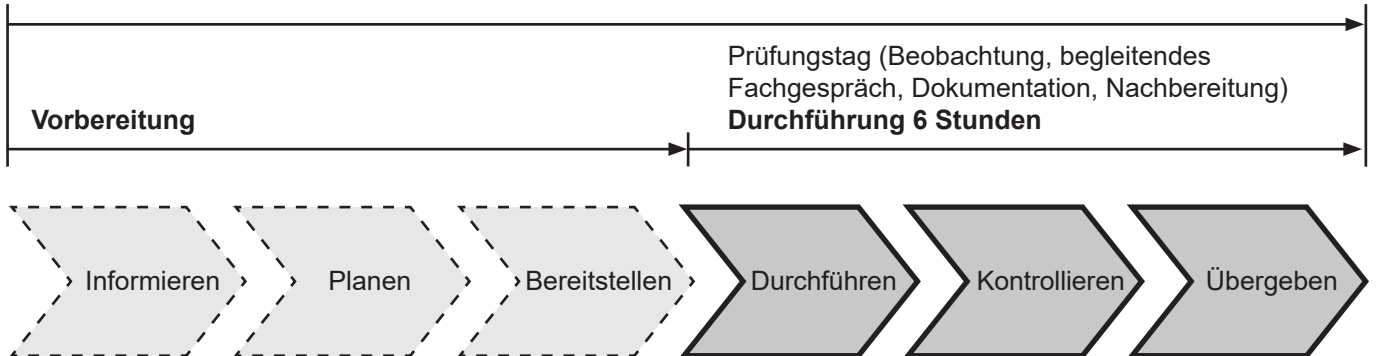 Prüfungstag (Beobachtung, begleitendes
Fachgespräch, Dokumentation, Nachbereitung)
Vorbereitung
Durchführung 6 Stunden
Informieren
Planen
Bereitstellen
Durchführen
Kontrollieren
Übergeben